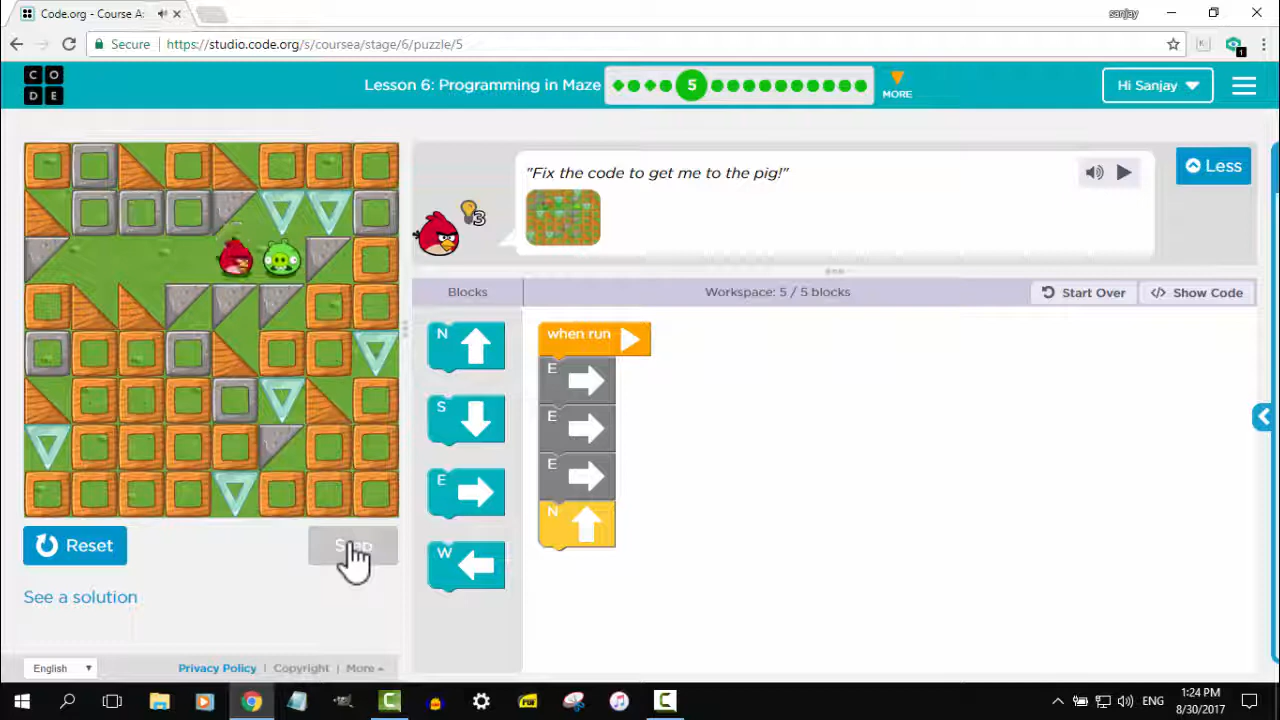 Code.org - Course A:
sanjay
Secure
https://studio.code.org/s/coursea/stage/6/puzzle/5
1
C O
D E
Lesson 6: Programming in Maze
5
MORE
Hi Sanjay
"Fix the code to get me to the pig!"
3
Less
Blocks
Workspace: 5 / 5 blocks
Start Over
</> Show Code
N
S
E
W
when run
E
E
E
N
Reset
Step
See a solution
English
Privacy Policy | Copyright | More
ENG
1:24 PM
8/30/2017